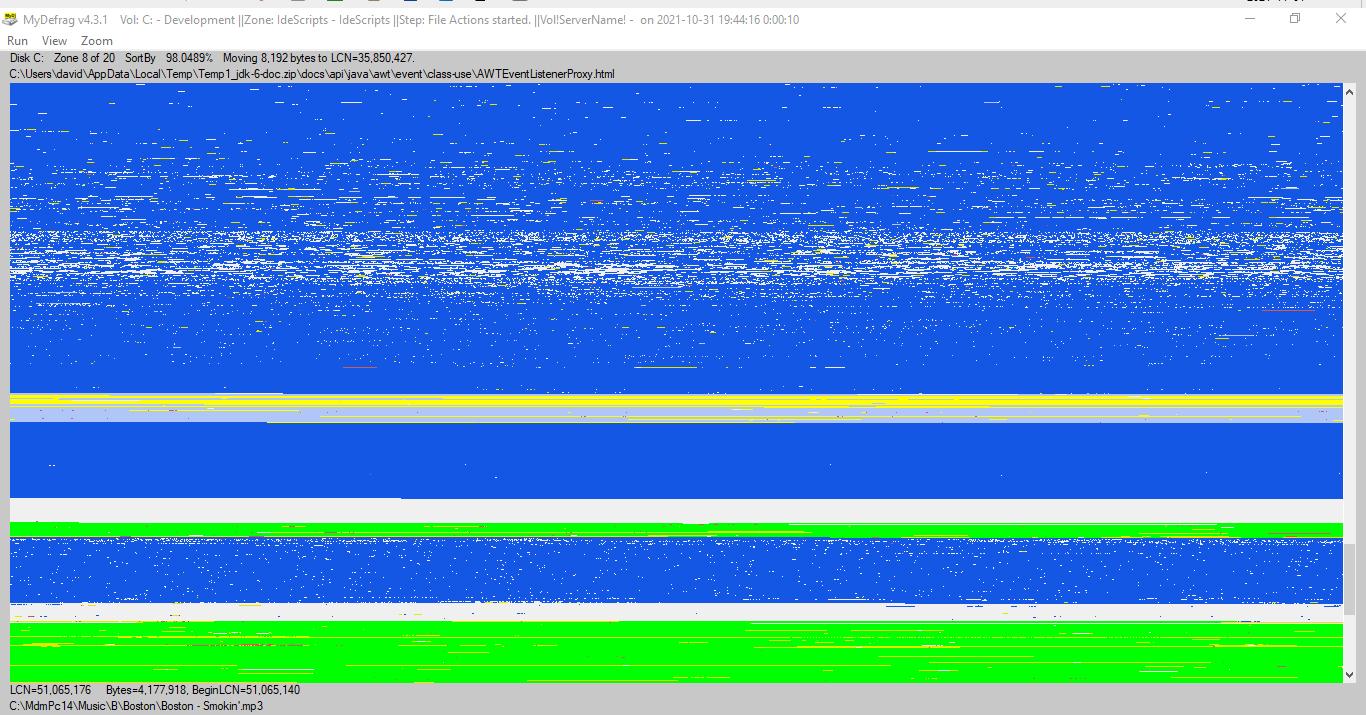 MyDefrag v4.3.1 Vol: C: - Development ||Zone: IdeScripts - IdeScripts ||Step: File Actions started. ||Vol!ServerName! - on 2021-10-31 19:44:16 0:00:10
Run View Zoom
Disk C: Zone 8 of 20 SortBy 98.0489% Moving 8,192 bytes to LCN=35,850,427.
C:\Users\david\AppData\Local\Temp\Temp1_jdk-6-doc.zip\docs\api\java\awt\event\class-use\AWTEventListenerProxy.html
LCN=51,065,176 Bytes=4,177,918, BeginLCN=51,065,140
C:\MdmPc14\Music\B\Boston\Boston - Smokin'.mp3